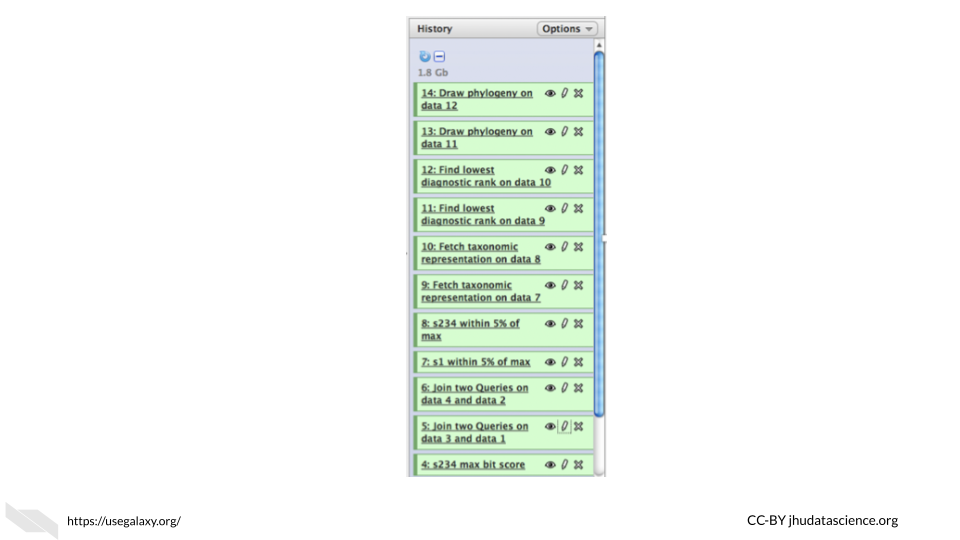 History
Options
1.8 Gb
14: Draw phylogeny on
data 12
13: Draw phylogeny on
data 11
12: Find lowest
diagnostic rank on data 10
11: Find lowest
diagnostic rank on data 9
10: Fetch taxonomic
representation on data 8
9: Fetch taxonomic
representation on data 7
8: s234 within 5% of
max
7: s1 within 5% of max
6: Join two Queries on
data 4 and data 2
5: Join two Queries on
data 3 and data 1
4: s234 max bit score
https://usegalaxy.org/
CC-BY jhudatascience.org